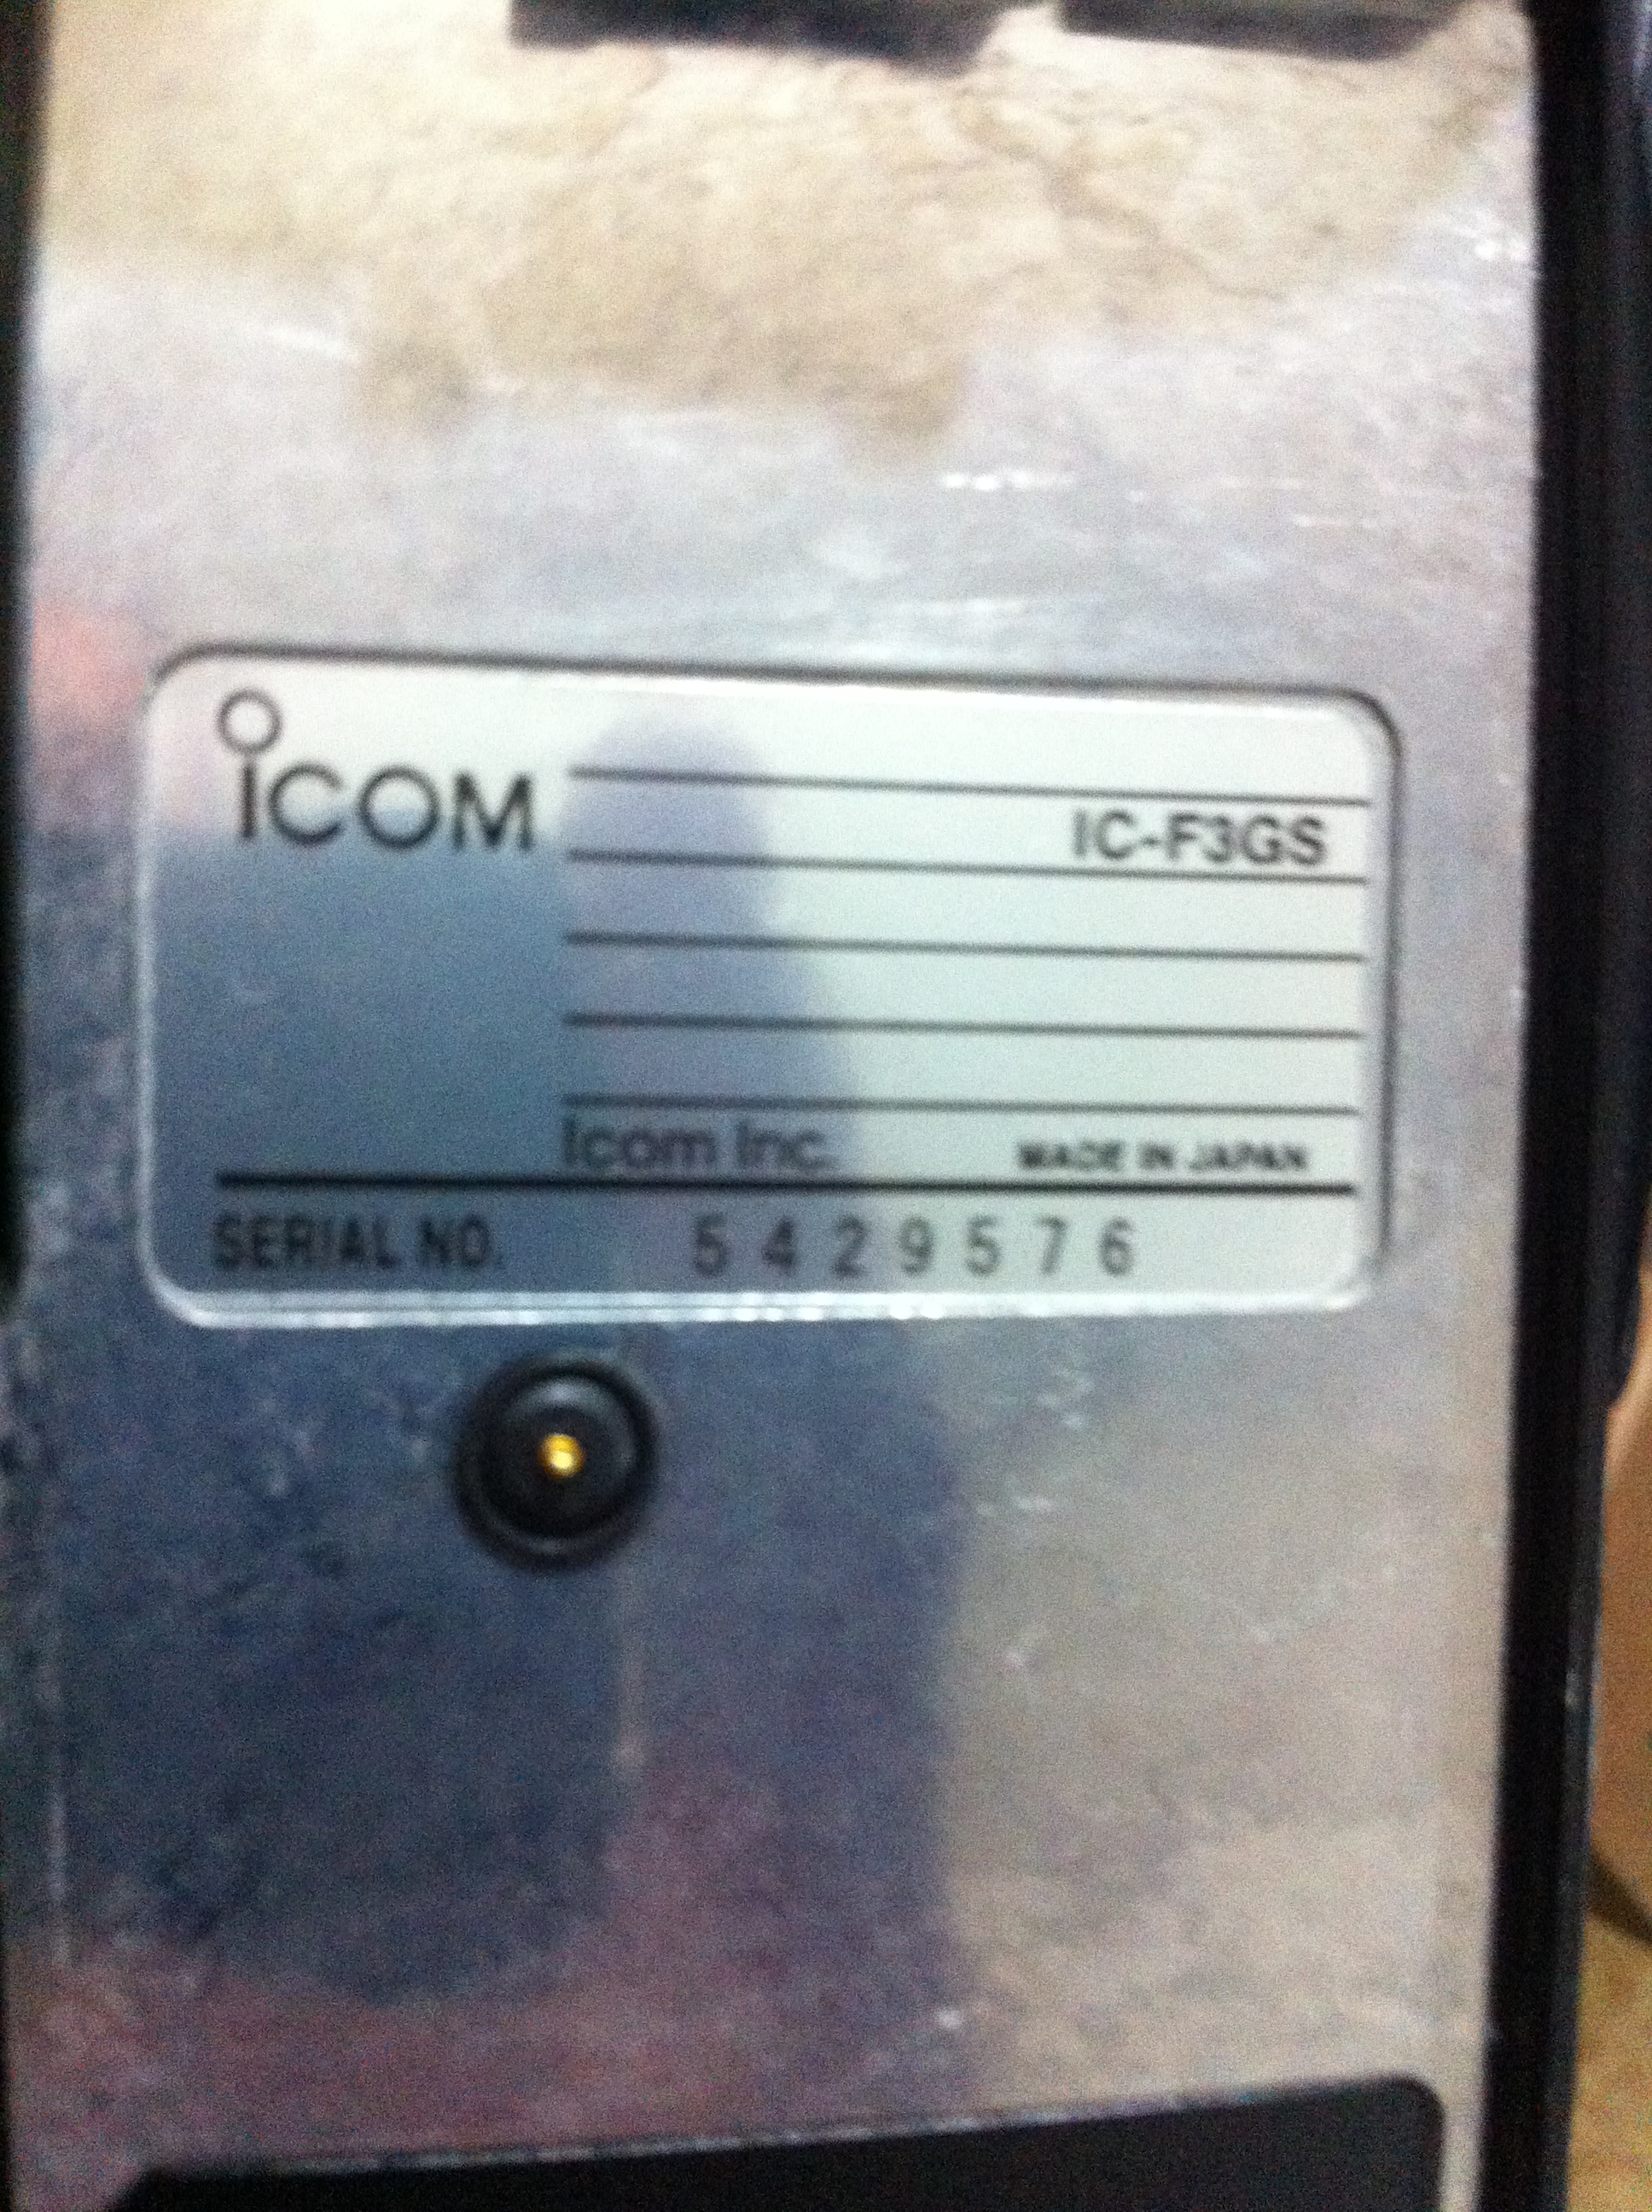 iCOM
IC-F3GS
Icom Inc. MADE IN JAPAN
SERIAL NO. 5429576